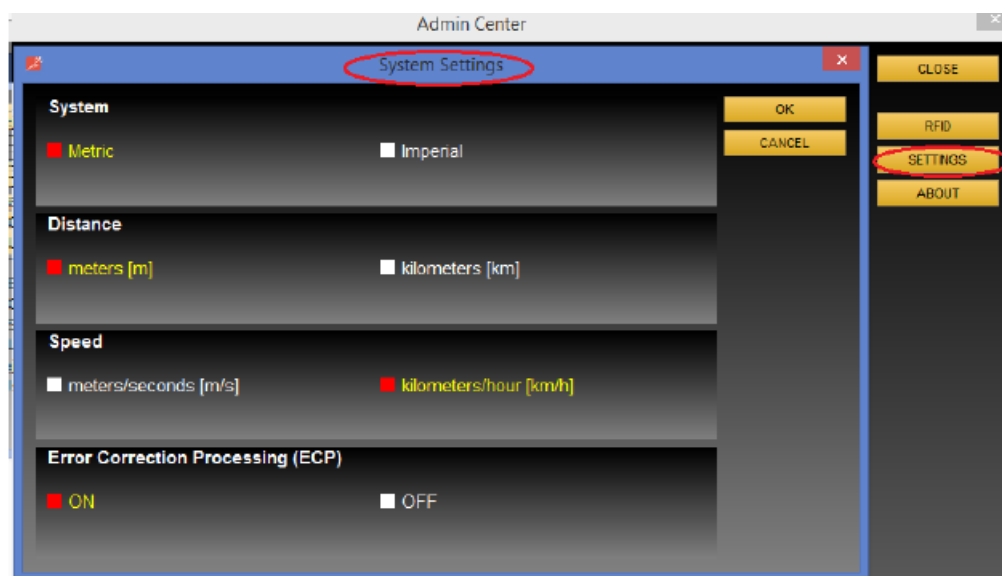 Admin Center
System Settings
CLOSE
System
OK
Metric
Imperial
CANCEL
RFID
SETTINGS
ABOUT
Distance
meters [m]
kilometers [km]
Speed
meters/seconds [m/s]
kilometers/hour [km/h]
Error Correction Processing (ECP)
ON
OFF